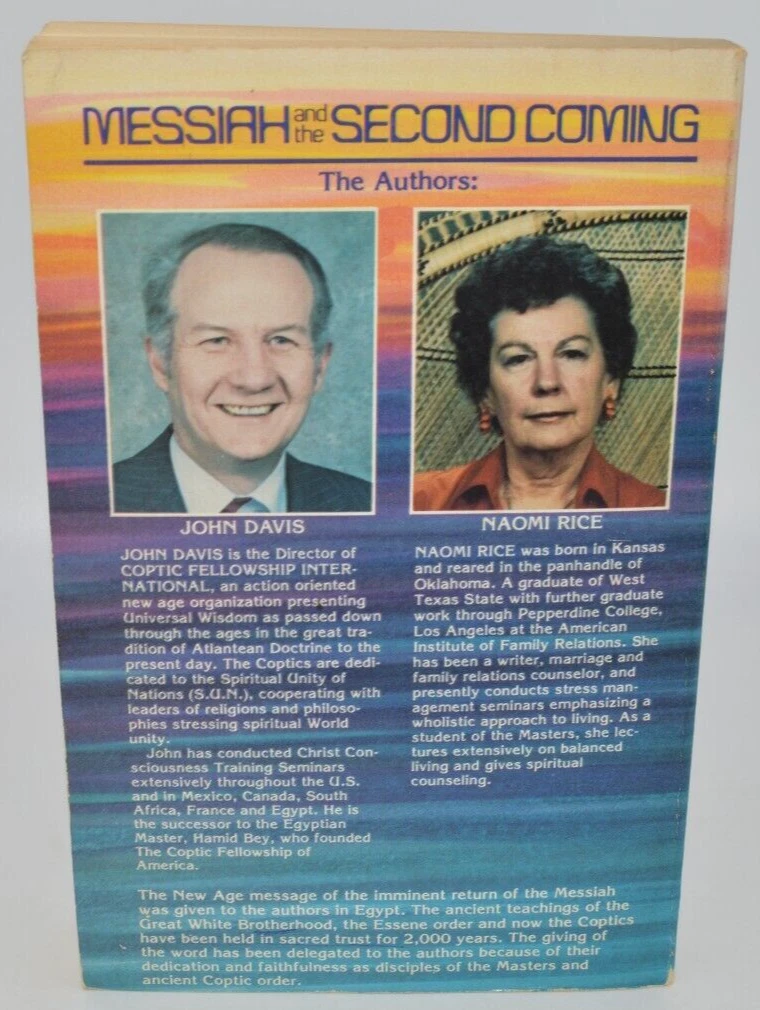 MESSIAH and the SECOND COMING
The Authors:
JOHN DAVIS
JOHN DAVIS is the Director of
COPTIC FELLOWSHIP INTER-
NATIONAL, an action oriented
new age organization presenting
Universal Wisdom as passed down
through the ages in the great tra-
dition of Atlantean Doctrine to the
present day. The Coptics are dedi-
cated to the Spiritual Unity of
Nations (S.U.N.), cooperating with
leaders of religions and philoso-
phies stressing spiritual World
unity.
John has conducted Christ Con-
sciousness Training Seminars
extensively throughout the U.S.
and in Mexico, Canada, South
Africa, France and Egypt. He is
the successor to the Egyptian
Master, Hamid Bey, who founded
The Coptic Fellowship of
America.
NAOMI RICE
NAOMI RICE was born in Kansas
and reared in the panhandle of
Oklahoma. A graduate of West
Texas State with further graduate
work through Pepperdine College,
Los Angeles at the American
Institute of Family Relations. She
has been a writer, marriage and
family relations counselor, and
presently conducts stress man-
agement seminars emphasizing a
wholistic approach to living. As a
student of the Masters, she lec-
tures extensively on balanced
living and gives spiritual
counseling.
The New Age message of the imminent return of the Messiah
was given to the authors in Egypt. The ancient teachings of the
Great White Brotherhood, the Essene order and now the Coptics
have been held in sacred trust for 2,000 years. The giving of
the word has been delegated to the authors because of their
dedication and faithfulness as disciples of the Masters and
ancient Coptic order.